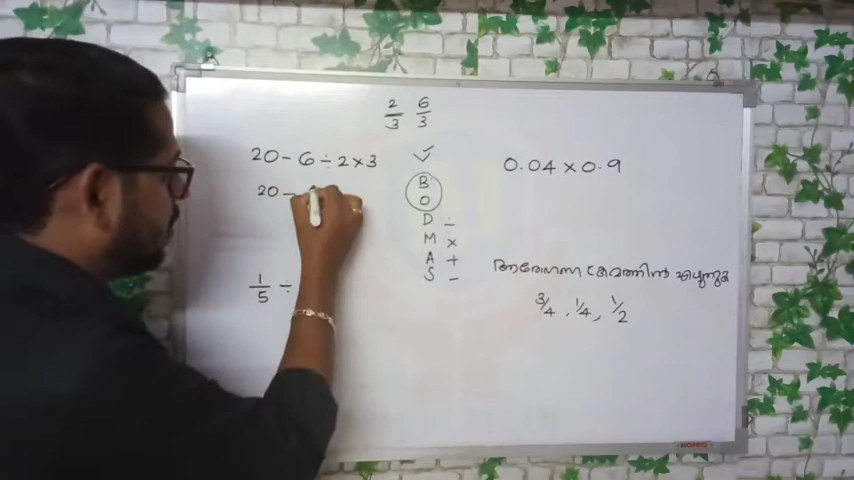 2/3 6/3
20 - 6 ÷ 2 × 3
20 -
1/5 ÷
✓
B
O
D ÷
M ×
A +
S -
0.04 × 0.9
ആരോഹണ ക്രമത്തിൽ എഴുതുക
3/4, 1/4, 1/2